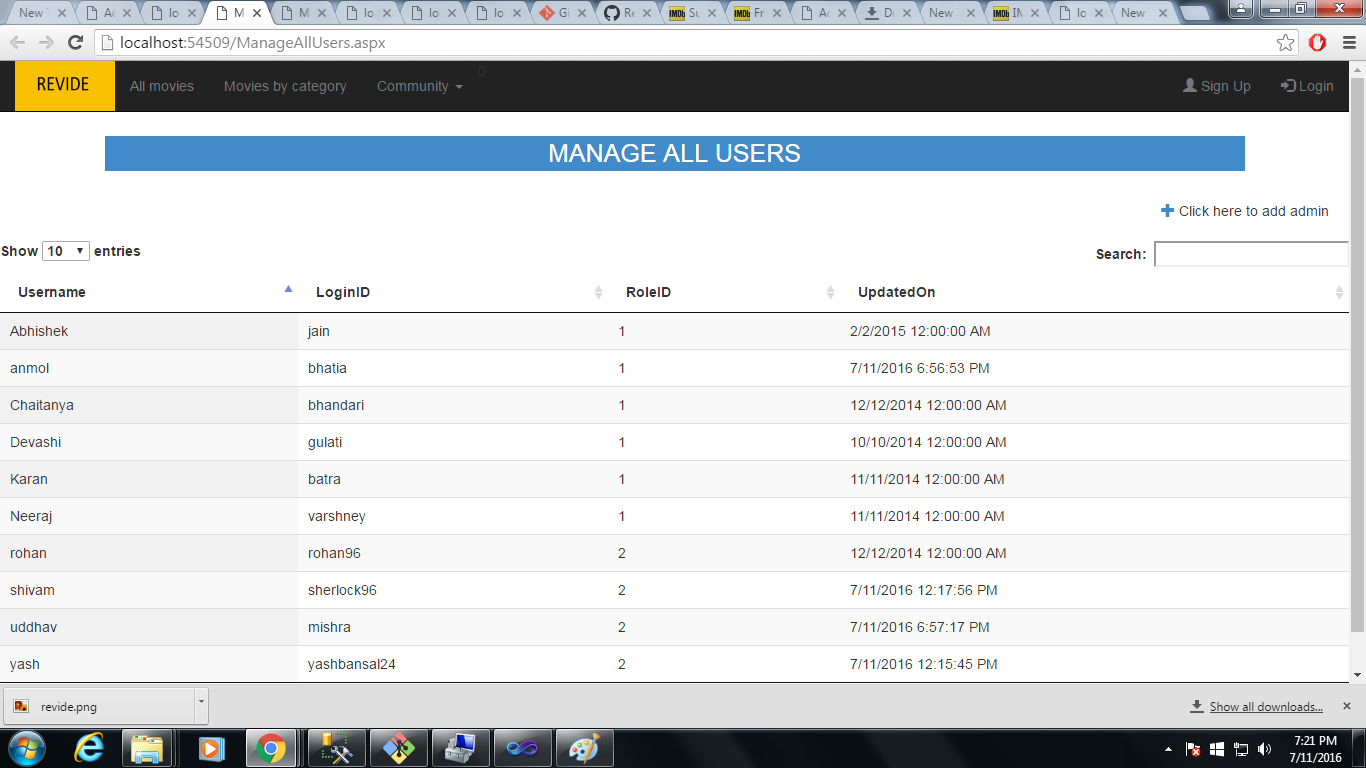 New
Ac
lo
M
M
lo
lo
lo
Gi
Re
IMDb Su
IMDb Fr
Ac
Do
New
IMDb IM
lo
New
localhost:54509/ManageAllUsers.aspx
REVIDE All movies Movies by category Community 0 Sign Up Login
MANAGE ALL USERS
Click here to add admin
Show 10 entries Search:
Username LoginID RoleID UpdatedOn
Abhishek jain 1 2/2/2015 12:00:00 AM
anmol bhatia 1 7/11/2016 6:56:53 PM
Chaitanya bhandari 1 12/12/2014 12:00:00 AM
Devashi gulati 1 10/10/2014 12:00:00 AM
Karan batra 1 11/11/2014 12:00:00 AM
Neeraj varshney 1 11/11/2014 12:00:00 AM
rohan rohan96 2 12/12/2014 12:00:00 AM
shivam sherlock96 2 7/11/2016 12:17:56 PM
uddhav mishra 2 7/11/2016 6:57:17 PM
yash yashbansal24 2 7/11/2016 12:15:45 PM
revide.png Show all downloads...
7:21 PM
7/11/2016